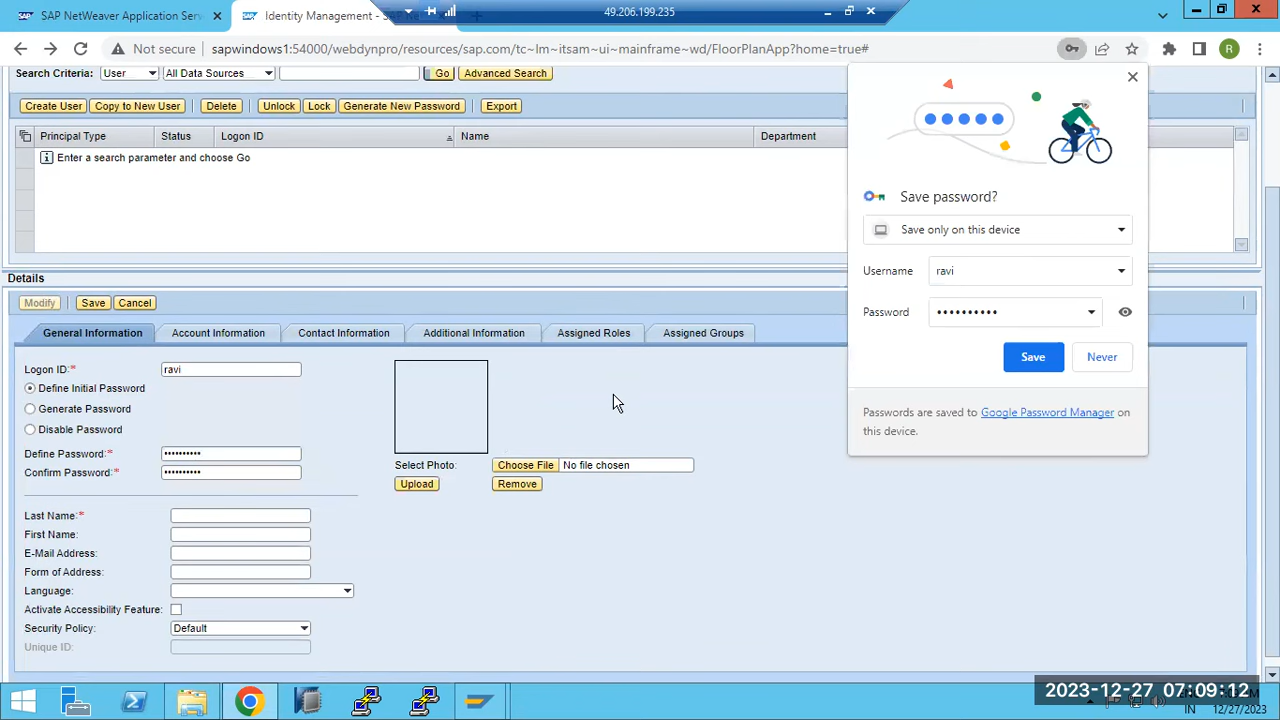 SAP NetWeaver Application Serv
Identity Management - SAP Ne
49.206.199.235
Not secure
sapwindows1:54000/webdynpro/resources/sap.com/tc~lm~itsam~ui~mainframe~wd/FloorPlanApp?home=true#
R
Search Criteria: User All Data Sources Go Advanced Search
Create User Copy to New User Delete Unlock Lock Generate New Password Export
Principal Type Status Logon ID Name Department
Enter a search parameter and choose Go
Save password?
Save only on this device
Username ravi
Password ••••••••••
Save Never
Passwords are saved to Google Password Manager on
this device.
Details
Modify Save Cancel
General Information Account Information Contact Information Additional Information Assigned Roles Assigned Groups
Logon ID:* ravi
Define Initial Password
Generate Password
Disable Password
Define Password:* ••••••••••
Confirm Password:* ••••••••••
Select Photo: Choose File No file chosen
Upload Remove
Last Name:*
First Name:
E-Mail Address:
Form of Address:
Language:
Activate Accessibility Feature:
Security Policy: Default
Unique ID:
2023-12-27 07:09:12
IN
12/27/2023